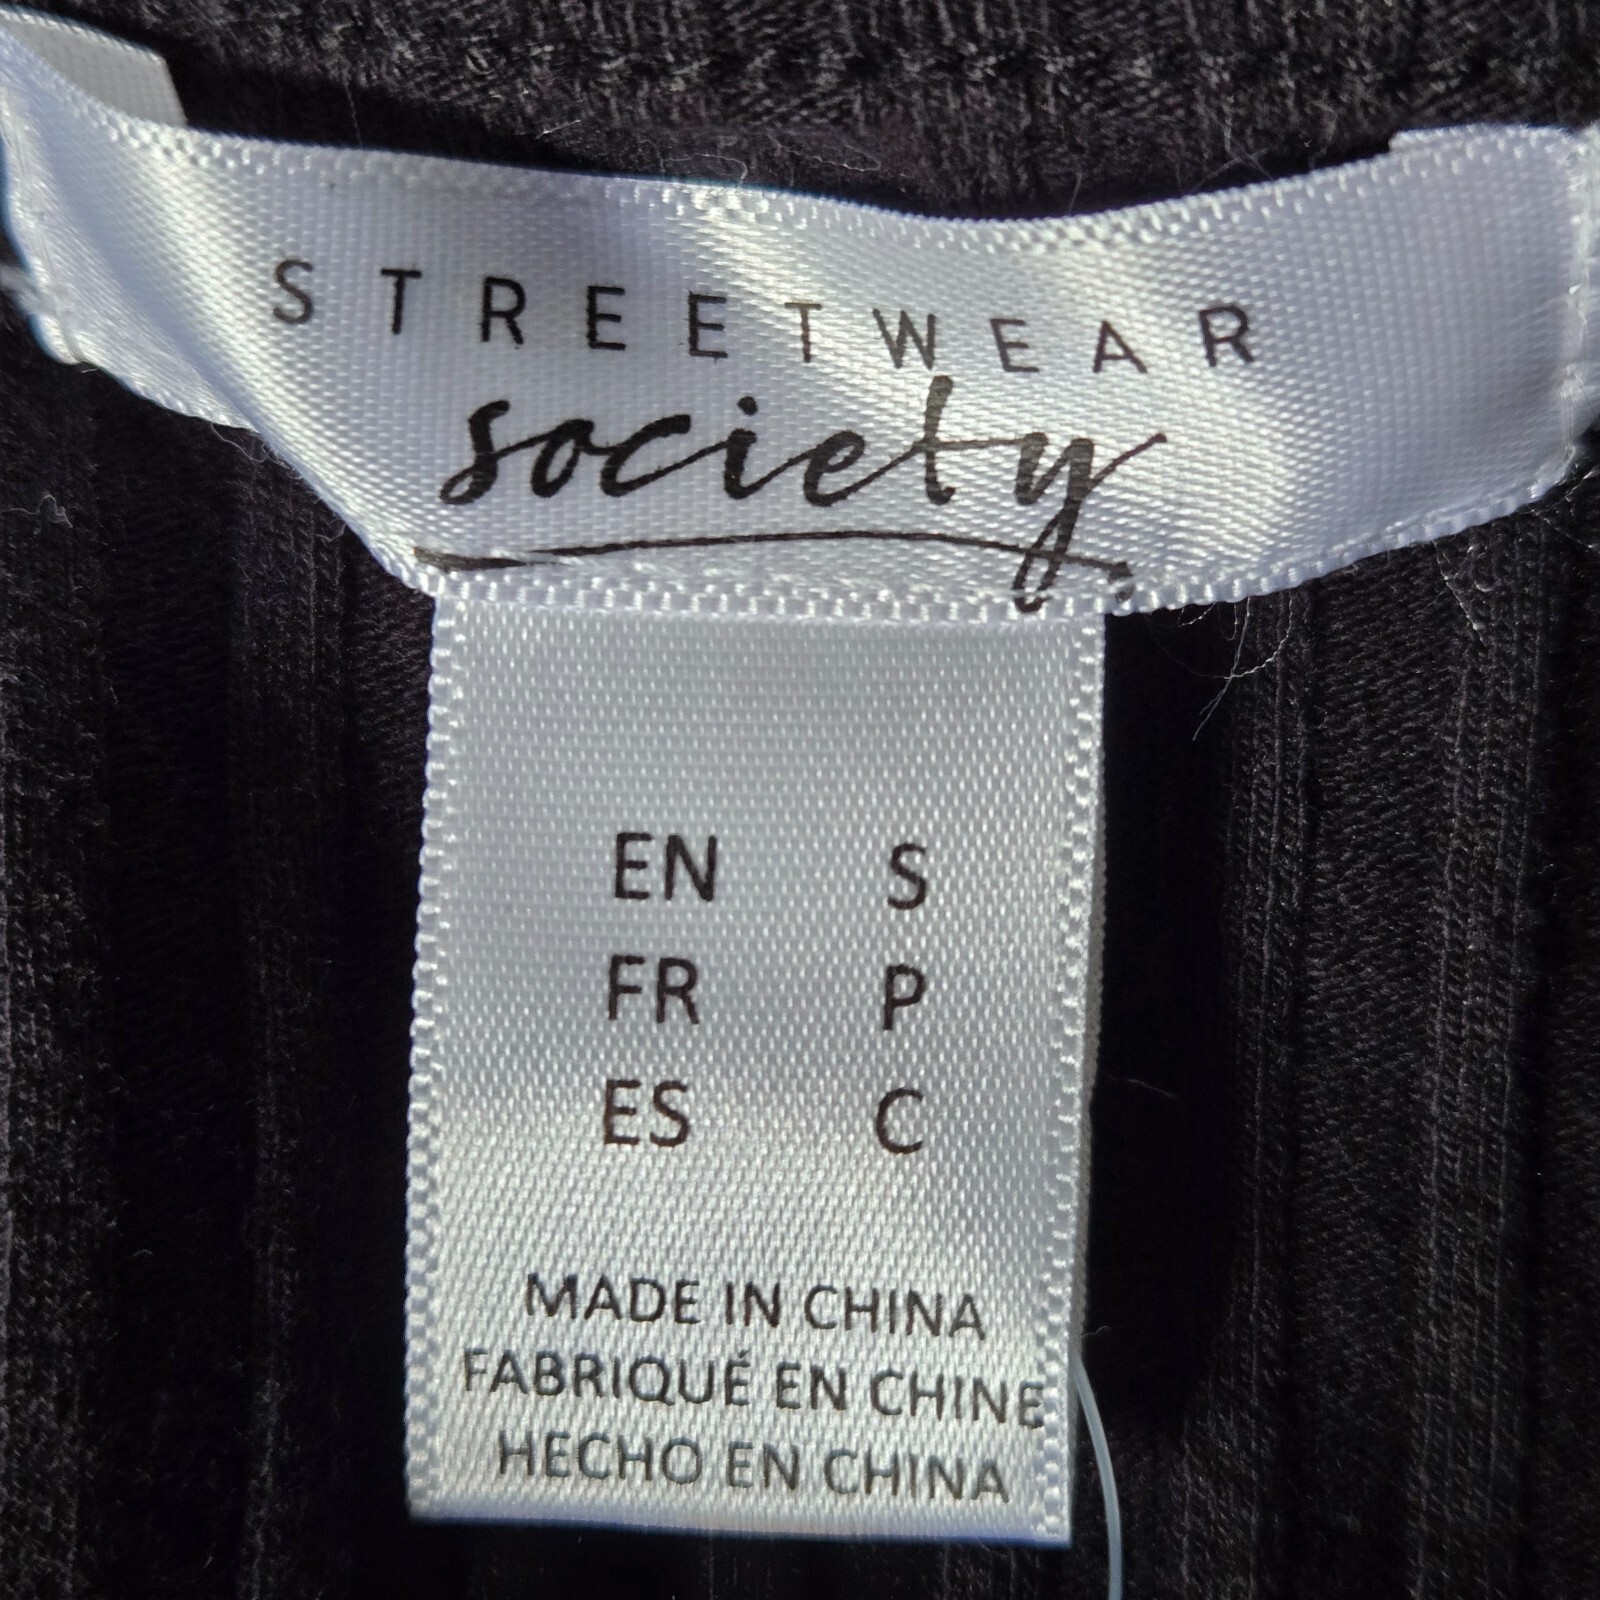 STREETWEAR
society
EN S
FR P
ES C
MADE IN CHINA
FABRIQUÉ EN CHINE
HECHO EN CHINA